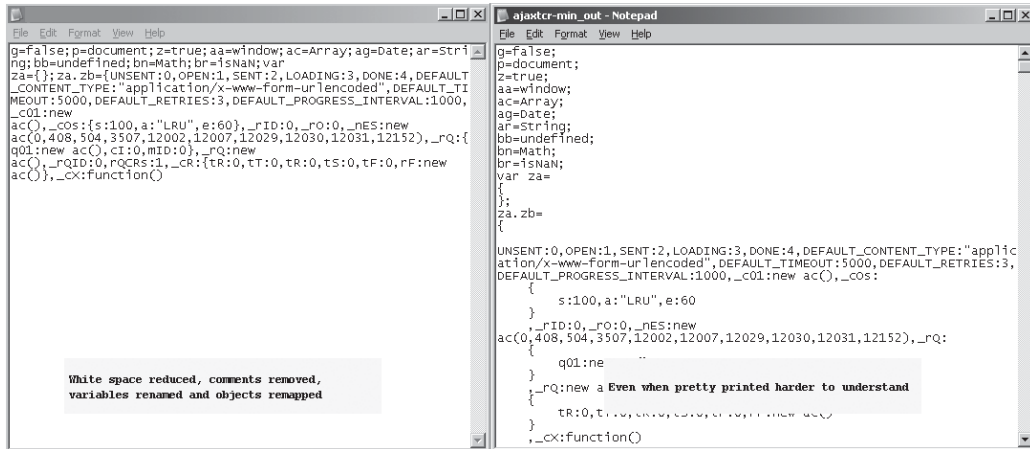 File Edit Format View Help
g=false;p=document;z=true;aa=window;ac=Array;ag=Date;ar=Stri
ng;bb=undefined;bn=Math;br=isNaN;var
za={};za.zb={UNSENT:0,OPEN:1,SENT:2,LOADING:3,DONE:4,DEFAULT
_CONTENT_TYPE:"application/x-www-form-urlencoded",DEFAULT_TI
MEOUT:5000,DEFAULT_RETRIES:3,DEFAULT_PROGRESS_INTERVAL:1000,
_c01:new
ac(),_cOs:{s:100,a:"LRU",e:60},_rID:0,_rO:0,_nES:new
ac(0,408,504,3507,12002,12007,12029,12030,12031,12152),_rQ:{
q01:new ac(),cI:0,mID:0},_rQ:new
ac(),_rQID:0,rQCRs:1,_cR:{tR:0,tT:0,tR:0,tS:0,tF:0,rF:new
ac()},_cX:function()
White space reduced, comments removed,
variables renamed and objects remapped
ajaxtcr-min_out - Notepad
File Edit Format View Help
g=false;
p=document;
z=true;
aa=window;
ac=Array;
ag=Date;
ar=String;
bb=undefined;
bn=Math;
br=isNaN;
var za=
{
};
za.zb=
{
UNSENT:0,OPEN:1,SENT:2,LOADING:3,DONE:4,DEFAULT_CONTENT_TYPE:"applic
ation/x-www-form-urlencoded",DEFAULT_TIMEOUT:5000,DEFAULT_RETRIES:3,
DEFAULT_PROGRESS_INTERVAL:1000,_c01:new ac(),_cOs:
{
s:100,a:"LRU",e:60
}
,_rID:0,_rO:0,_nES:new
ac(0,408,504,3507,12002,12007,12029,12030,12031,12152),_rQ:
{
q01:ne
}
,_rQ:new a
Even when pretty printed harder to understand
{
tR:0,
}
,_cX:function()